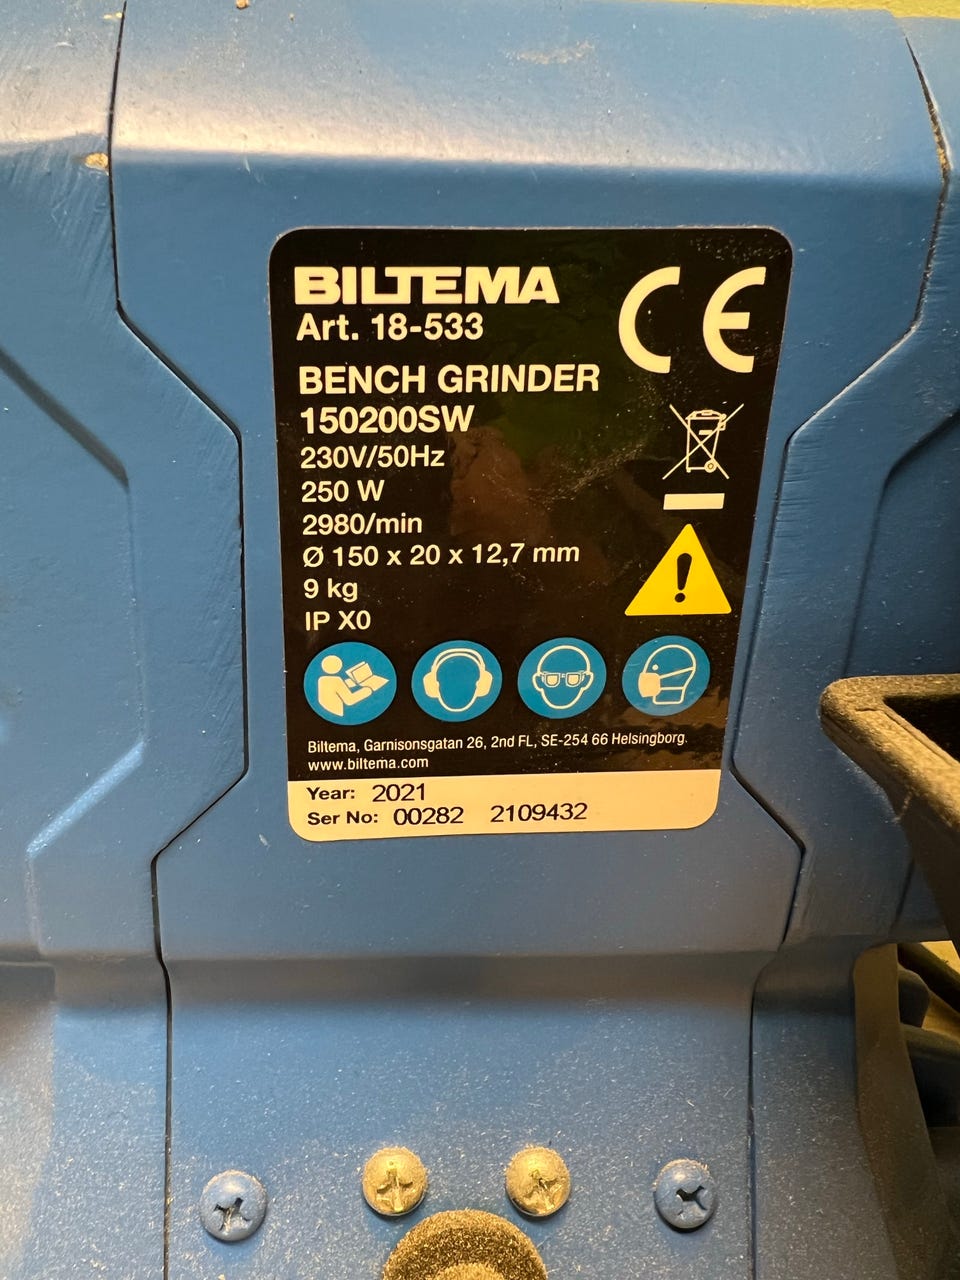 BILTEMA
Art. 18-533
CE
BENCH GRINDER
150200SW
230V/50Hz
250 W
2980/min
Ø 150 x 20 x 12,7 mm
9 kg
IP X0
Biltema, Garnisonsgatan 26, 2nd FL, SE-254 66 Helsingborg.
www.biltema.com
Year: 2021
Ser No: 00282 2109432